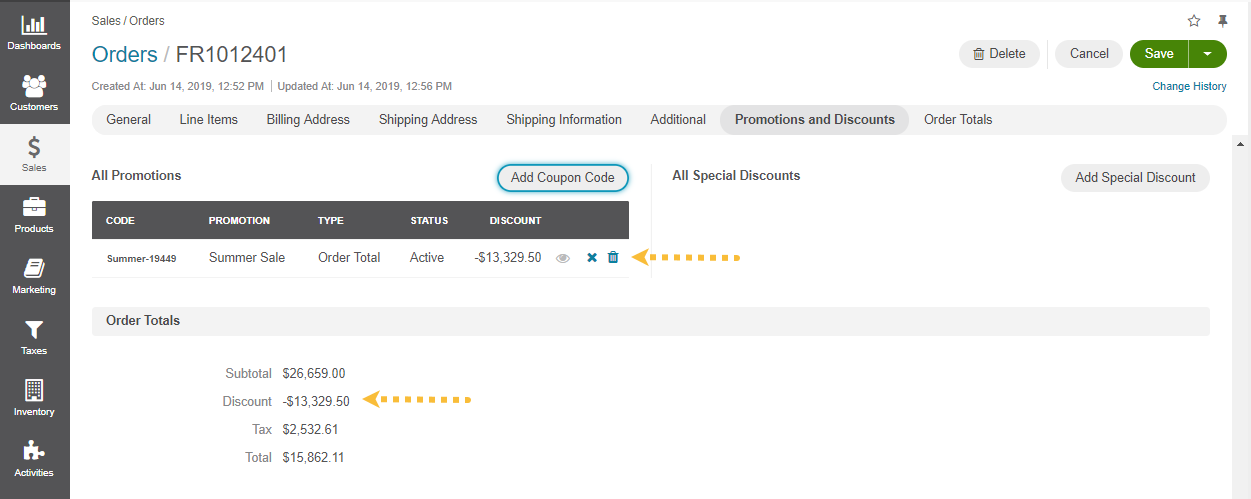 Dashboards
Customers
Sales
Products
Marketing
Taxes
Inventory
Activities
Sales / Orders
Orders / FR1012401
Delete Cancel Save
Created At: Jun 14, 2019, 12:52 PM | Updated At: Jun 14, 2019, 12:56 PM Change History
General Line Items Billing Address Shipping Address Shipping Information Additional Promotions and Discounts Order Totals
All Promotions Add Coupon Code All Special Discounts Add Special Discount
CODE PROMOTION TYPE STATUS DISCOUNT
Summer-19449 Summer Sale Order Total Active -$13,329.50
Order Totals
Subtotal $26,659.00
Discount -$13,329.50
Tax $2,532.61
Total $15,862.11